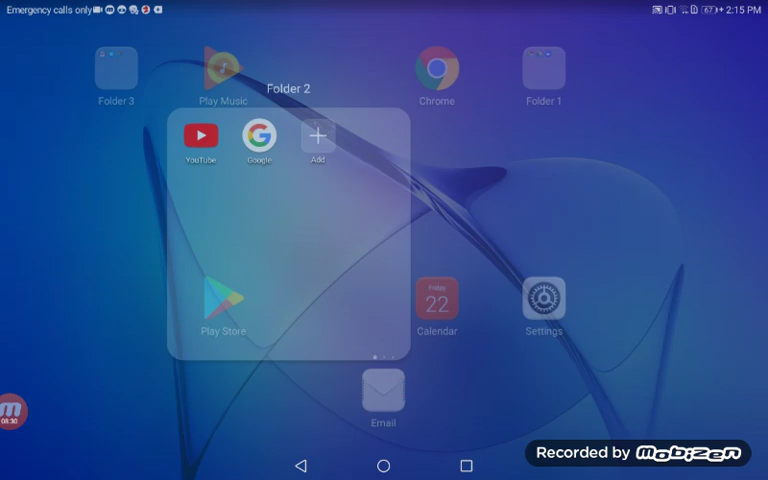 Emergency calls only
67
2:15 PM
Folder 2
Folder 3
Play Music
Chrome
Folder 1
YouTube
Google
Add
Play Store
Friday
22
Calendar
Settings
Email
08:30
Recorded by mobizen